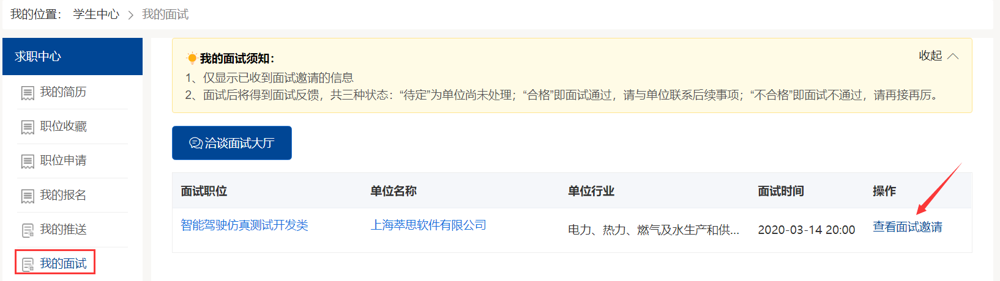 我的位置： 学生中心 > 我的面试
求职中心
我的简历
职位收藏
职位申请
我的报名
我的推送
我的面试
我的面试须知：
收起
1、仅显示已收到面试邀请的信息
2、面试后将得到面试反馈，共三种状态：“待定”为单位尚未处理；“合格”即面试通过，请与单位联系后续事项；“不合格”即面试不通过，请再接再厉。
洽谈面试大厅
面试职位 单位名称 单位行业 面试时间 操作
智能驾驶仿真测试开发类 上海萃思软件有限公司 电力、热力、燃气及水生产和供... 2020-03-14 20:00 查看面试邀请